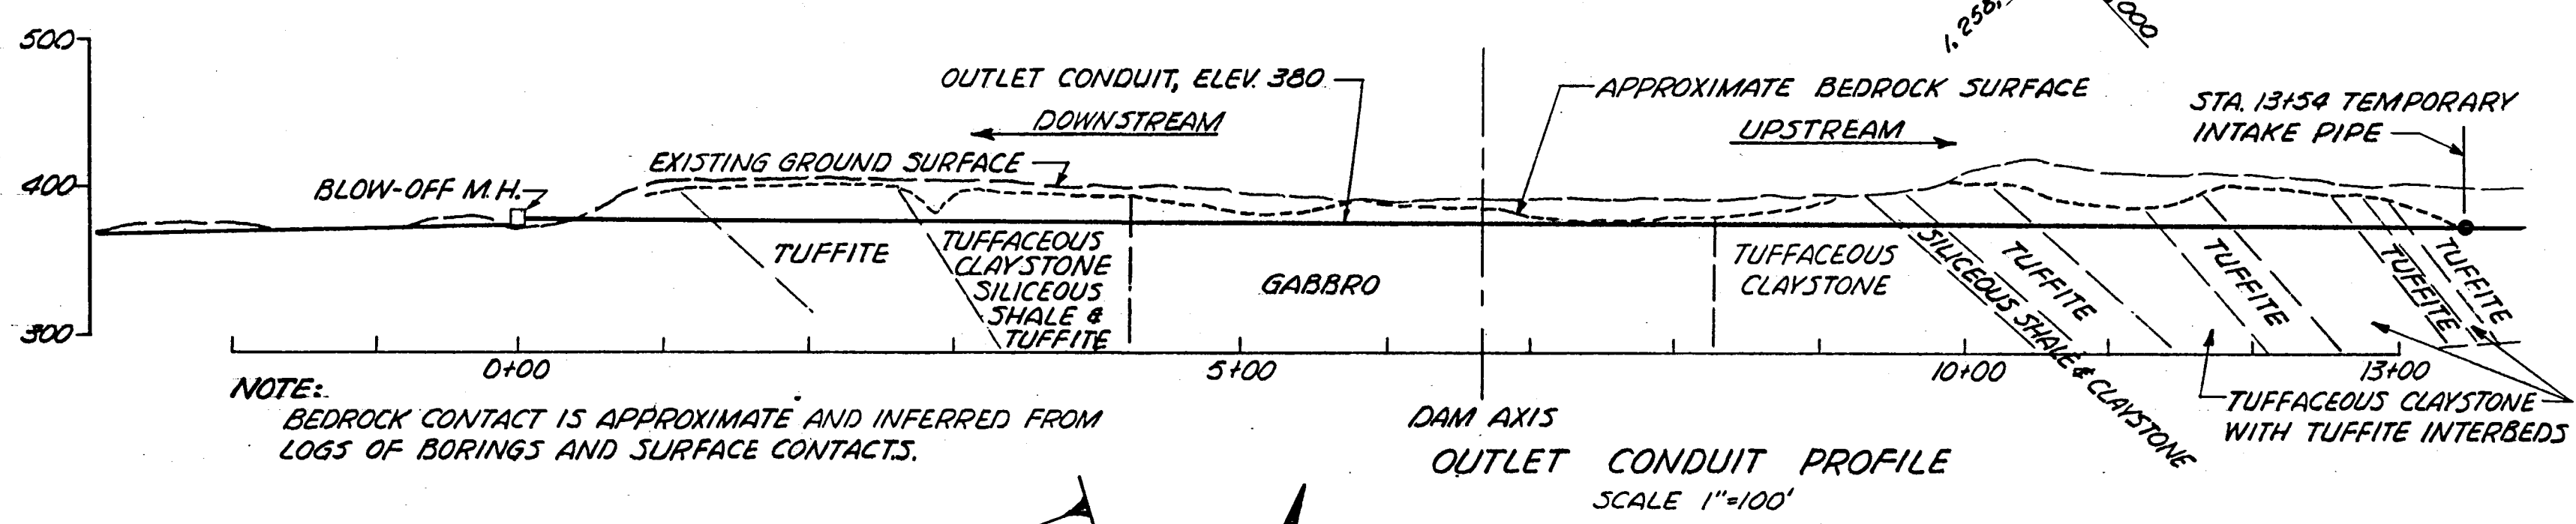 1,258,
000
500
OUTLET CONDUIT, ELEV. 380
APPROXIMATE BEDROCK SURFACE
STA. 13+54 TEMPORARY
INTAKE PIPE
DOWNSTREAM
UPSTREAM
EXISTING GROUND SURFACE
400
BLOW-OFF M.H.
TUFFITE
TUFFACEOUS
CLAYSTONE
SILICEOUS
SHALE &
TUFFITE
GABBRO
TUFFACEOUS
CLAYSTONE
SILICEOUS SHALE & CLAYSTONE
TUFFITE
TUFFITE
TUFFITE
TUFFITE
300
0+00
5+00
10+00
13+00
NOTE:
BEDROCK CONTACT IS APPROXIMATE AND INFERRED FROM
LOGS OF BORINGS AND SURFACE CONTACTS.
DAM AXIS
TUFFACEOUS CLAYSTONE
WITH TUFFITE INTERBEDS
OUTLET CONDUIT PROFILE
SCALE 1"=100'